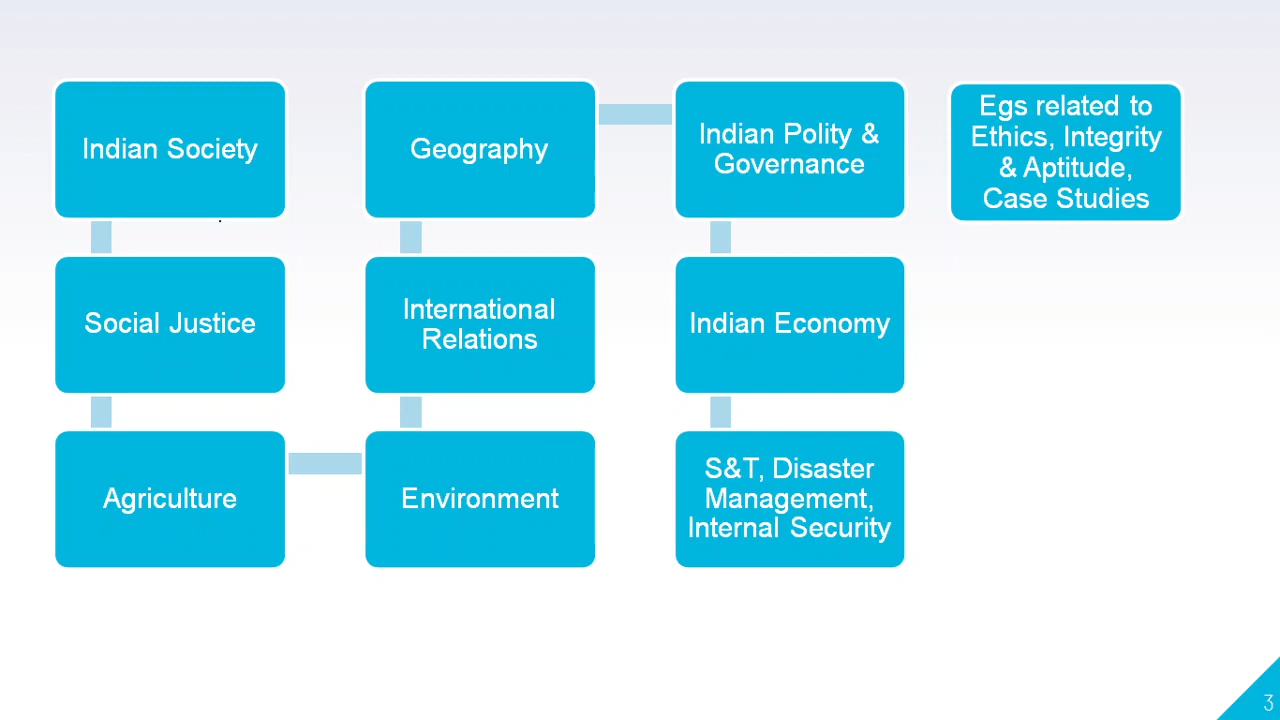 Indian Society
Social Justice
Agriculture
Environment
International
Relations
Geography
Indian Polity &
Governance
Indian Economy
S&T, Disaster
Management,
Internal Security
Egs related to
Ethics, Integrity
& Aptitude,
Case Studies
3